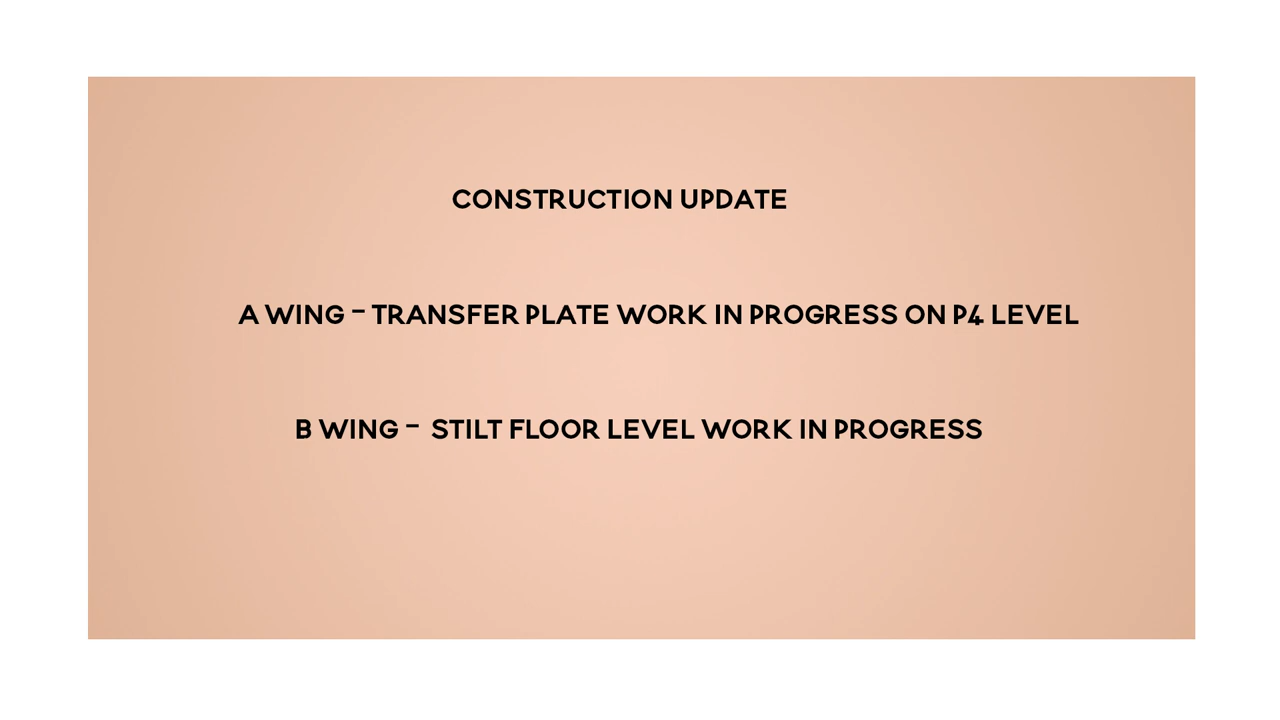 CONSTRUCTION UPDATE
A WING - TRANSFER PLATE WORK IN PROGRESS ON P4 LEVEL
B WING - STILT FLOOR LEVEL WORK IN PROGRESS